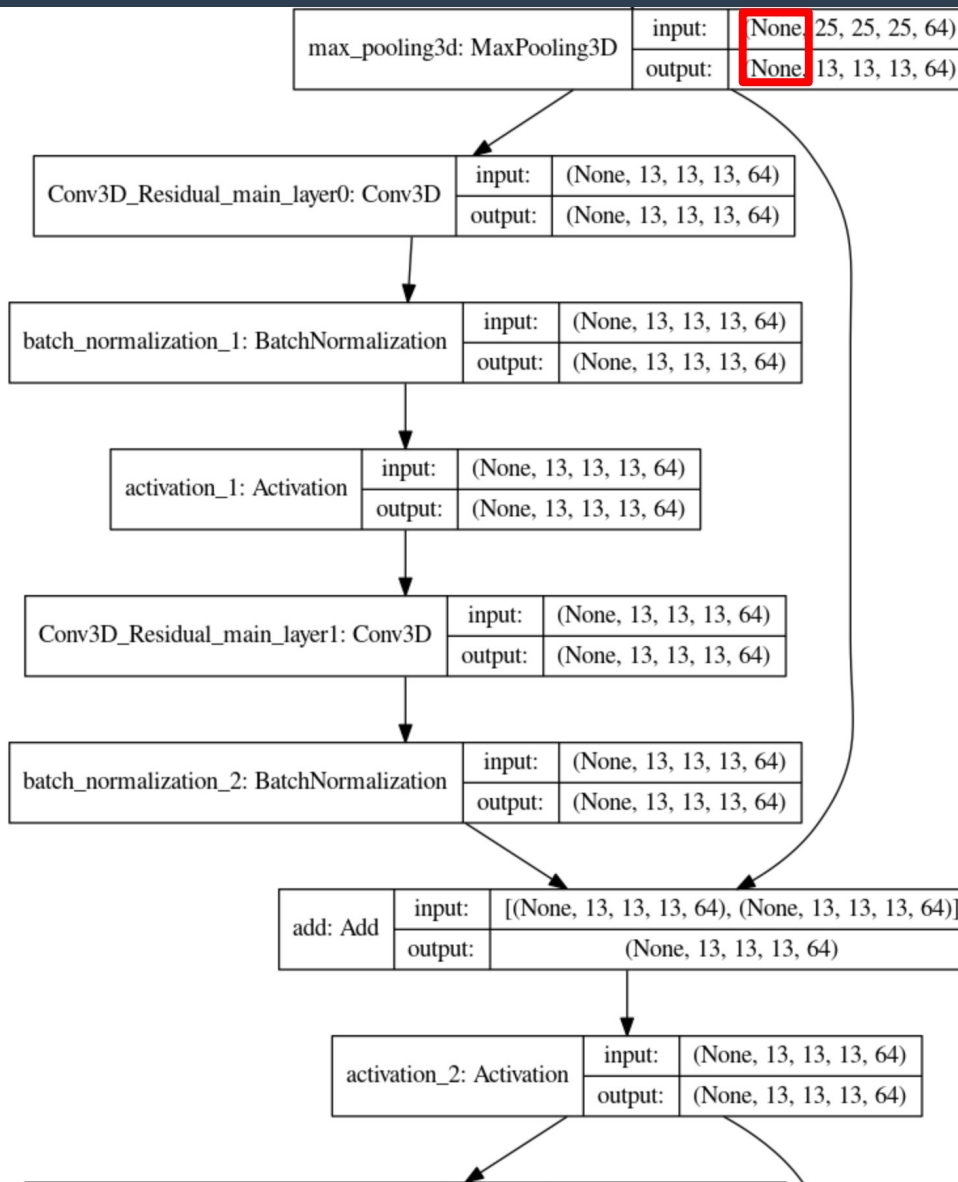 max_pooling3d: MaxPooling3D
input: (None, 25, 25, 25, 64)
output: (None, 13, 13, 13, 64)
Conv3D_Residual_main_layer0: Conv3D
input: (None, 13, 13, 13, 64)
output: (None, 13, 13, 13, 64)
batch_normalization_1: BatchNormalization
input: (None, 13, 13, 13, 64)
output: (None, 13, 13, 13, 64)
activation_1: Activation
input: (None, 13, 13, 13, 64)
output: (None, 13, 13, 13, 64)
Conv3D_Residual_main_layer1: Conv3D
input: (None, 13, 13, 13, 64)
output: (None, 13, 13, 13, 64)
batch_normalization_2: BatchNormalization
input: (None, 13, 13, 13, 64)
output: (None, 13, 13, 13, 64)
add: Add
input: [(None, 13, 13, 13, 64), (None, 13, 13, 13, 64)]
output: (None, 13, 13, 13, 64)
activation_2: Activation
input: (None, 13, 13, 13, 64)
output: (None, 13, 13, 13, 64)